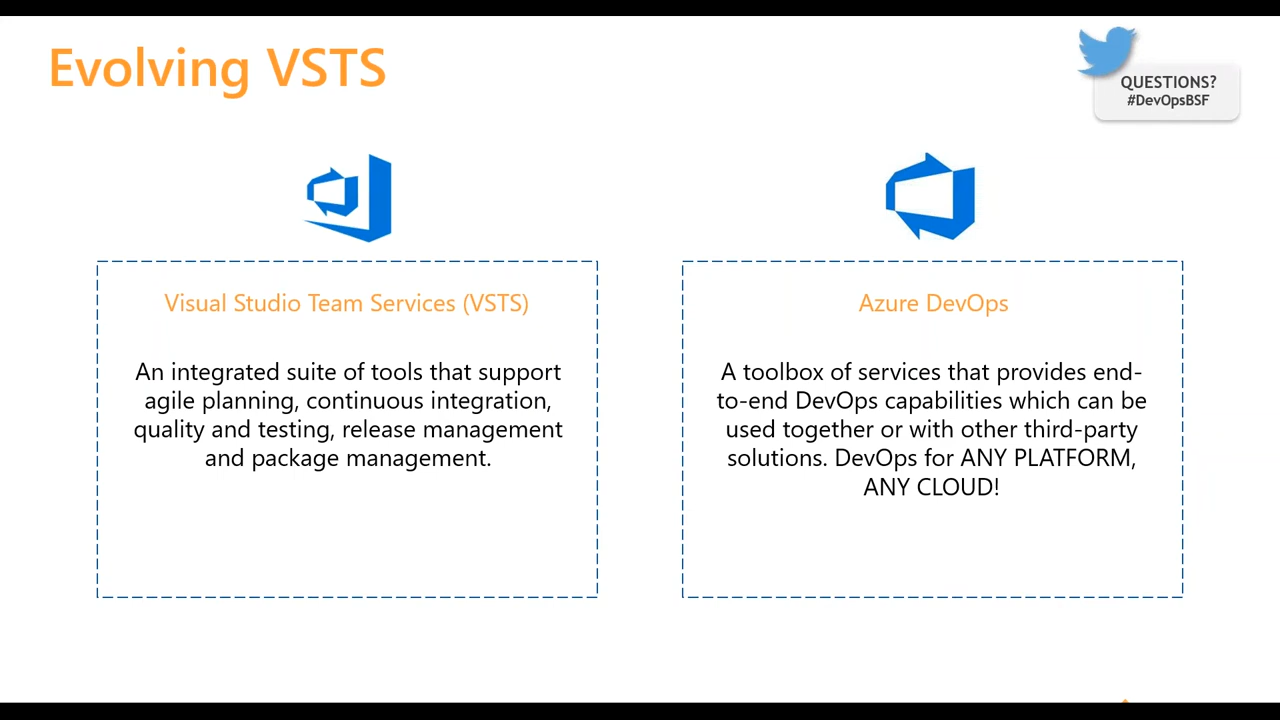 Evolving VSTS
QUESTIONS?
#DevOpsBSF
Visual Studio Team Services (VSTS)
An integrated suite of tools that support
agile planning, continuous integration,
quality and testing, release management
and package management.
Azure DevOps
A toolbox of services that provides end-
to-end DevOps capabilities which can be
used together or with other third-party
solutions. DevOps for ANY PLATFORM,
ANY CLOUD!